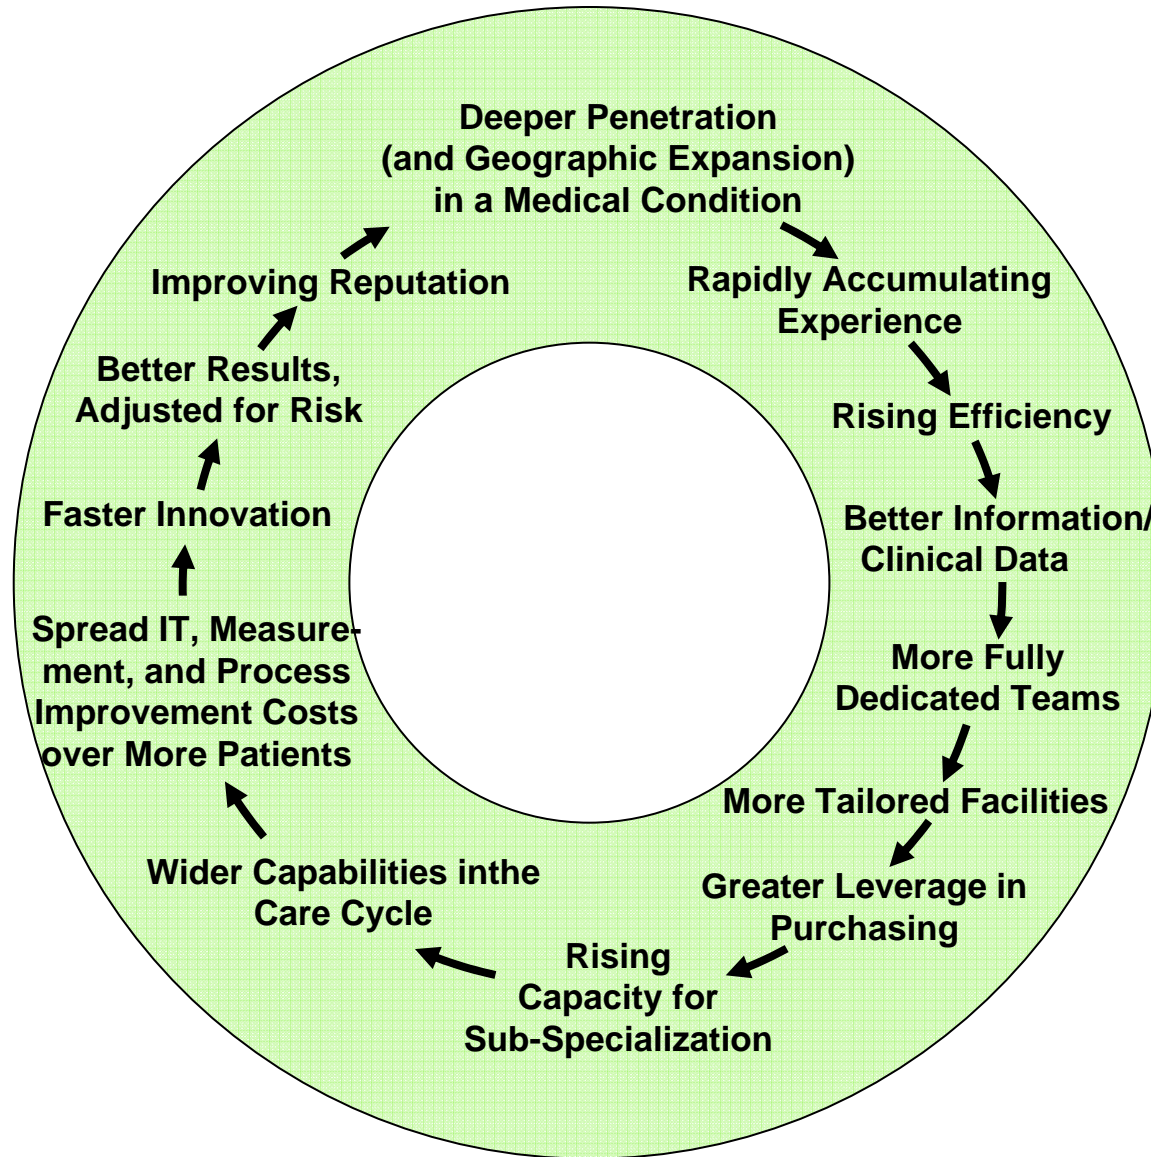 Deeper Penetration
(and Geographic Expansion)
in a Medical Condition
Rapidly Accumulating
Experience
Rising Efficiency
Better Information/
Clinical Data
More Fully
Dedicated Teams
More Tailored Facilities
Greater Leverage in
Purchasing
Rising
Capacity for
Sub-Specialization
Wider Capabilities inthe
Care Cycle
Spread IT, Measure-
ment, and Process
Improvement Costs
over More Patients
Faster Innovation
Better Results,
Adjusted for Risk
Improving Reputation